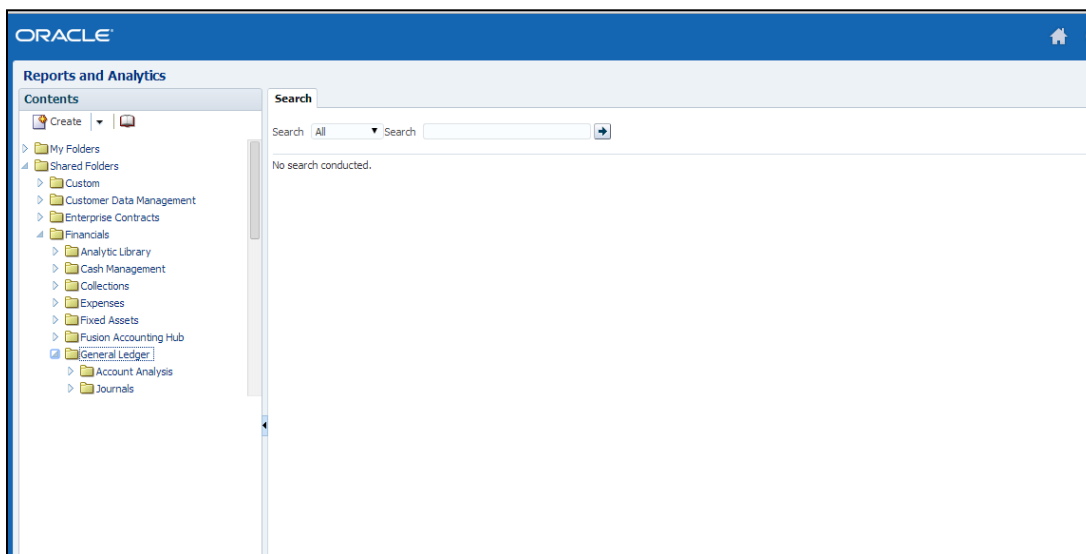 ORACLE
Reports and Analytics
Contents
Create
My Folders
Shared Folders
Custom
Customer Data Management
Enterprise Contracts
Financials
Analytic Library
Cash Management
Collections
Expenses
Fixed Assets
Fusion Accounting Hub
General Ledger
Account Analysis
Journals
Search
Search All Search
No search conducted.